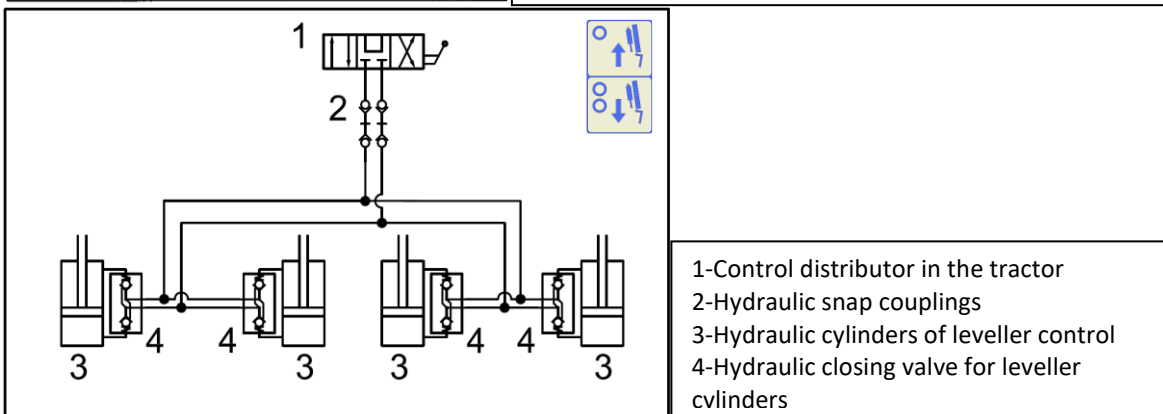 1
2
3
4
4
3
3
4
4
3
1-Control distributor in the tractor
2-Hydraulic snap couplings
3-Hydraulic cylinders of leveller control
4-Hydraulic closing valve for leveller
cylinders